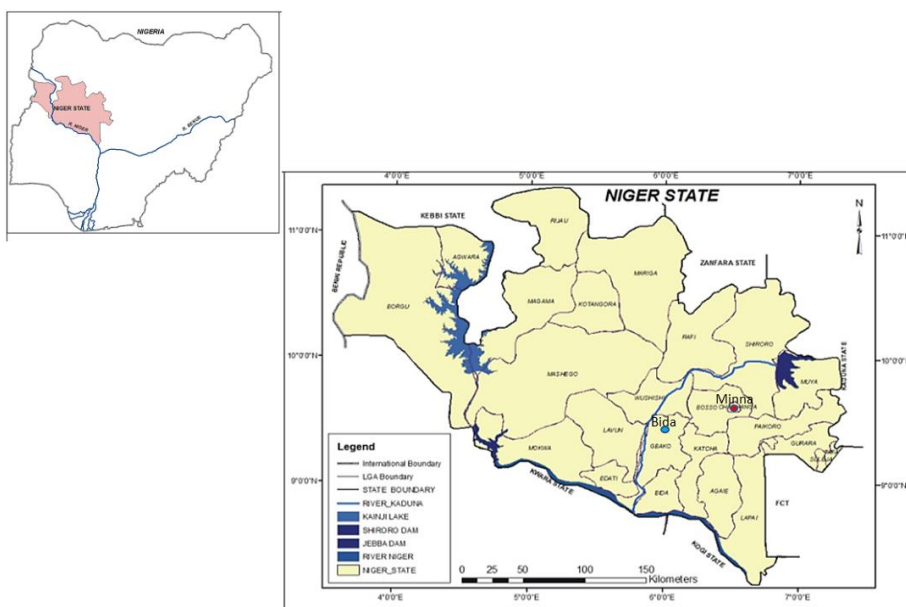 NIGERIA
NIGER STATE
R. NIGER
R. BENUE
4°0'0"E 5°0'0"E 6°0'0"E 7°0'0"E
NIGER STATE
N
KEBBI STATE
RIJAU
11°0'0"N
11°0'0"N
BENIN REPUBLIC
AGWARA
MARIGA
ZANFARA STATE
BORGU
MAGAMA
KOTANGORA
RAFI
SHIRORO
10°0'0"N
10°0'0"N
MASHEGO
MUYA
KADUNA STATE
WUSHISHI
Minna
BOSSO
Bida
PAIKORO
LAVUN
GBAKO
KATCHA
GURARA
MOKWA
9°0'0"N
9°0'0"N
KWARA STATE
EDATI
BIDA
AGAIE
LAPAI
FCT
KOGI STATE
Legend
International Boundary
LGA Boundary
STATE BOUNDARY
RIVER_KADUNA
KAINJI LAKE
SHIRORO DAM
JEBBA DAM
RIVER NIGER
NIGER_STATE
0 25 50 100 150
Kilometers
4°0'0"E 5°0'0"E 6°0'0"E 7°0'0"E